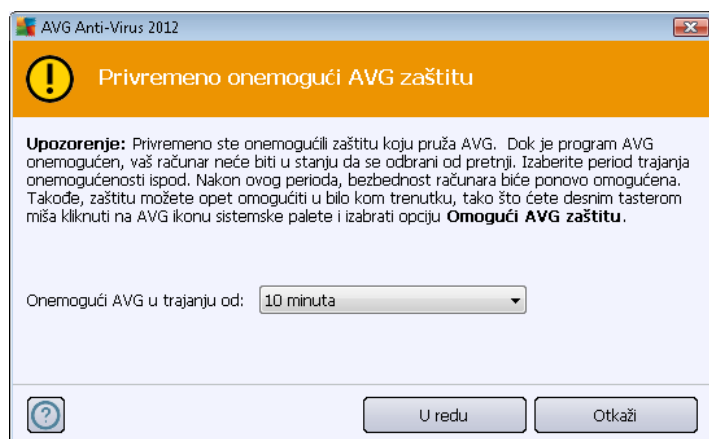 AVG Anti-Virus 2012
Privremeno onemogući AVG zaštitu
Upozorenje: Privremeno ste onemogućili zaštitu koju pruža AVG. Dok je program AVG
onemogućen, vaš računar neće biti u stanju da se odbrani od pretnji. Izaberite period trajanja
onemogućenosti ispod. Nakon ovog perioda, bezbednost računara biće ponovo omogućena.
Takođe, zaštitu možete opet omogućiti u bilo kom trenutku, tako što ćete desnim tasterom
miša kliknuti na AVG ikonu sistemske palete i izabrati opciju Omogući AVG zaštitu.
Onemogući AVG u trajanju od: 10 minuta
U redu Otkaži